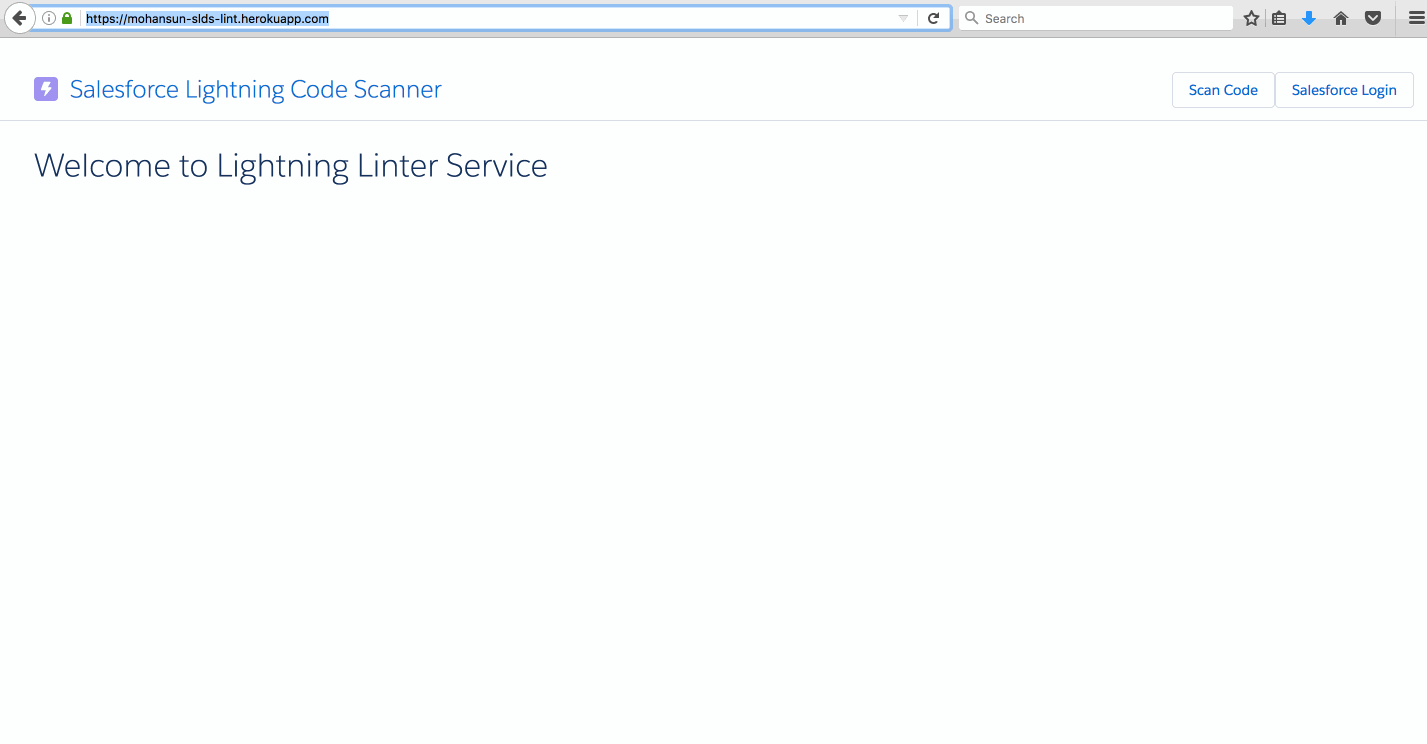 https://mohansun-slds-lint.herokuapp.com
Search
Salesforce Lightning Code Scanner
Scan Code
Salesforce Login
Welcome to Lightning Linter Service